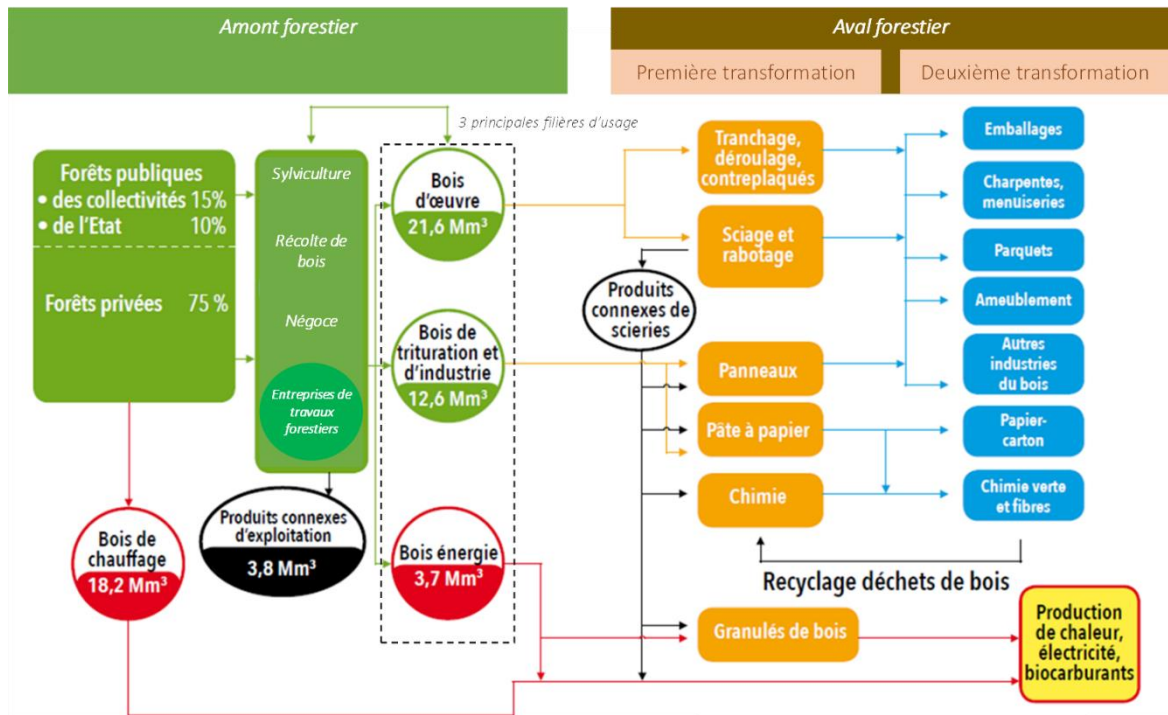 Amont forestier
Aval forestier
Première transformation
Deuxième transformation
3 principales filières d'usage
Forêts publiques
• des collectivités 15%
• de l'Etat 10%
Forêts privées 75 %
Sylviculture
Récolte de
bois
Négoce
Entreprises de
travaux
forestiers
Bois
d'œuvre
21,6 Mm³
Bois de
trituration et
d'industrie
12,6 Mm³
Bois énergie
3,7 Mm³
Bois de
chauffage
18,2 Mm³
Produits connexes
d'exploitation
3,8 Mm³
Produits
connexes de
scieries
Tranchage,
déroulage,
contreplaqués
Sciage et
rabotage
Panneaux
Pâte à papier
Chimie
Granulés de bois
Emballages
Charpentes,
menuiseries
Parquets
Ameublement
Autres
industries
du bois
Papier-
carton
Chimie verte
et fibres
Recyclage déchets de bois
Production
de chaleur,
électricité,
biocarburants